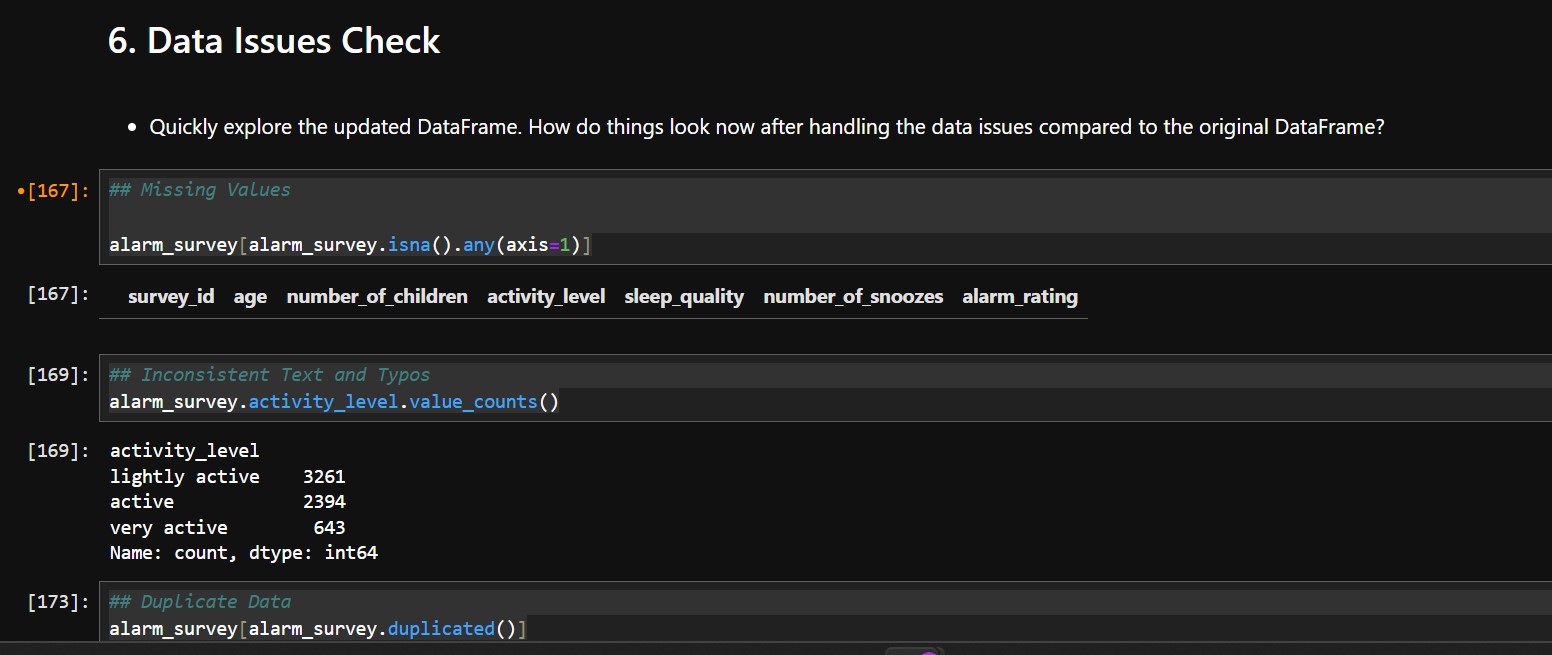 6. Data Issues Check
• Quickly explore the updated DataFrame. How do things look now after handling the data issues compared to the original DataFrame?
•[167]: ## Missing Values
alarm_survey[alarm_survey.isna().any(axis=1)]
[167]: survey_id age number_of_children activity_level sleep_quality number_of_snoozes alarm_rating
[169]: ## Inconsistent Text and Typos
alarm_survey.activity_level.value_counts()
[169]: activity_level
lightly active 3261
active 2394
very active 643
Name: count, dtype: int64
[173]: ## Duplicate Data
alarm_survey[alarm_survey.duplicated()]